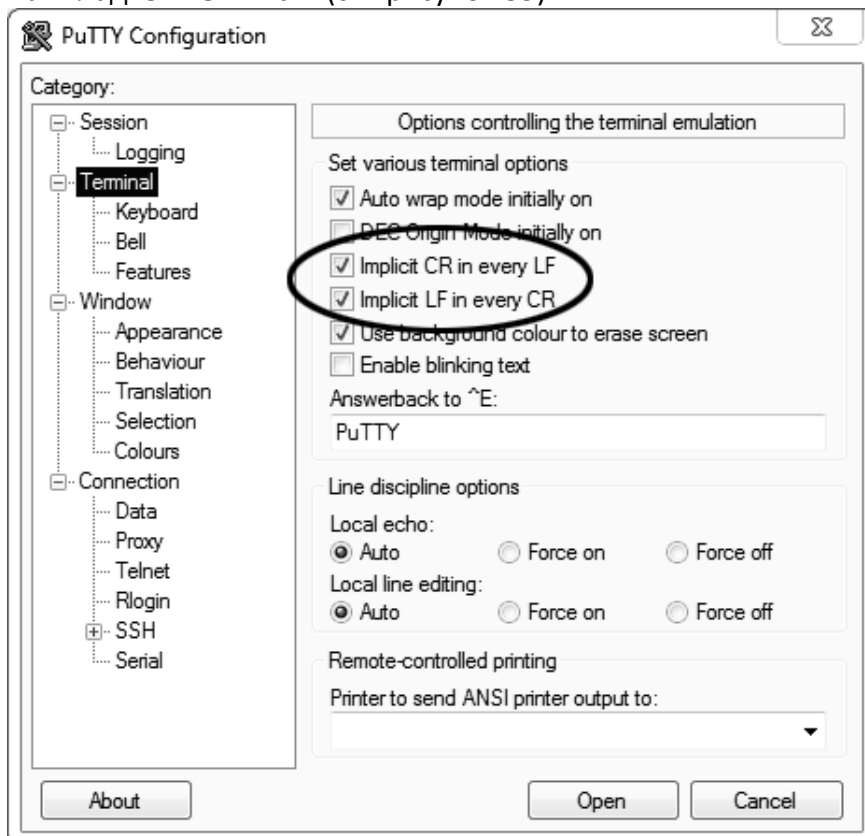 PuTTY Configuration
Category:
Session
Logging
Terminal
Keyboard
Bell
Features
Window
Appearance
Behaviour
Translation
Selection
Colours
Connection
Data
Proxy
Telnet
Rlogin
SSH
Serial
Options controlling the terminal emulation
Set various terminal options
Auto wrap mode initially on
DEC Origin Mode initially on
Implicit CR in every LF
Implicit LF in every CR
Use background colour to erase screen
Enable blinking text
Answerback to ^E:
PuTTY
Line discipline options
Local echo:
Auto Force on Force off
Local line editing:
Auto Force on Force off
Remote-controlled printing
Printer to send ANSI printer output to:
About Open Cancel